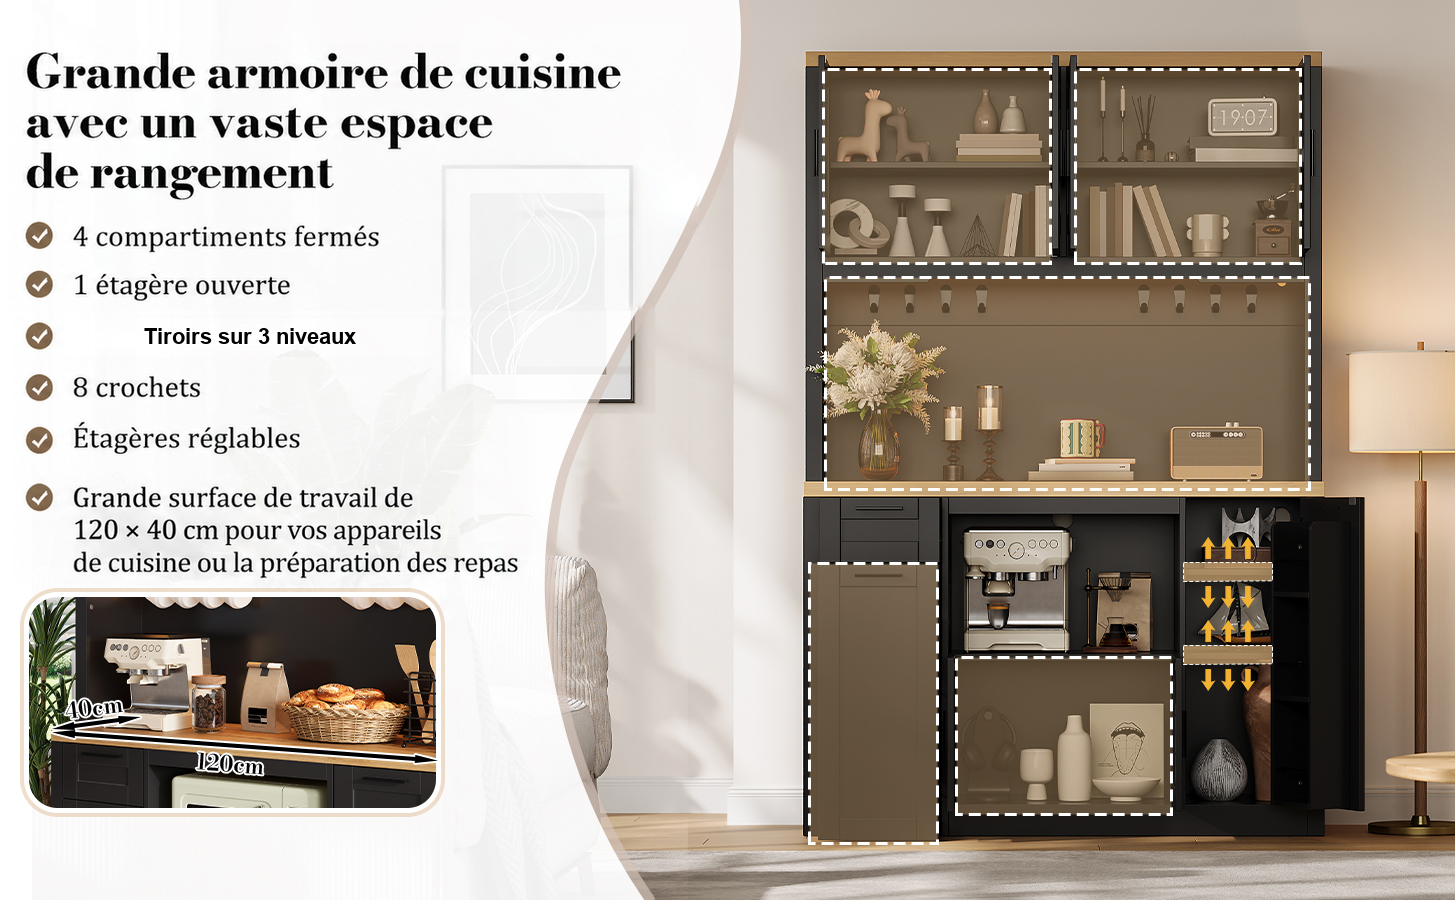 Grande armoire de cuisine
avec un vaste espace
de rangement
4 compartiments fermés
1 étagère ouverte
Tiroirs sur 3 niveaux
8 crochets
Étagères réglables
Grande surface de travail de
120 × 40 cm pour vos appareils
de cuisine ou la préparation des repas
40cm
120cm
19:07